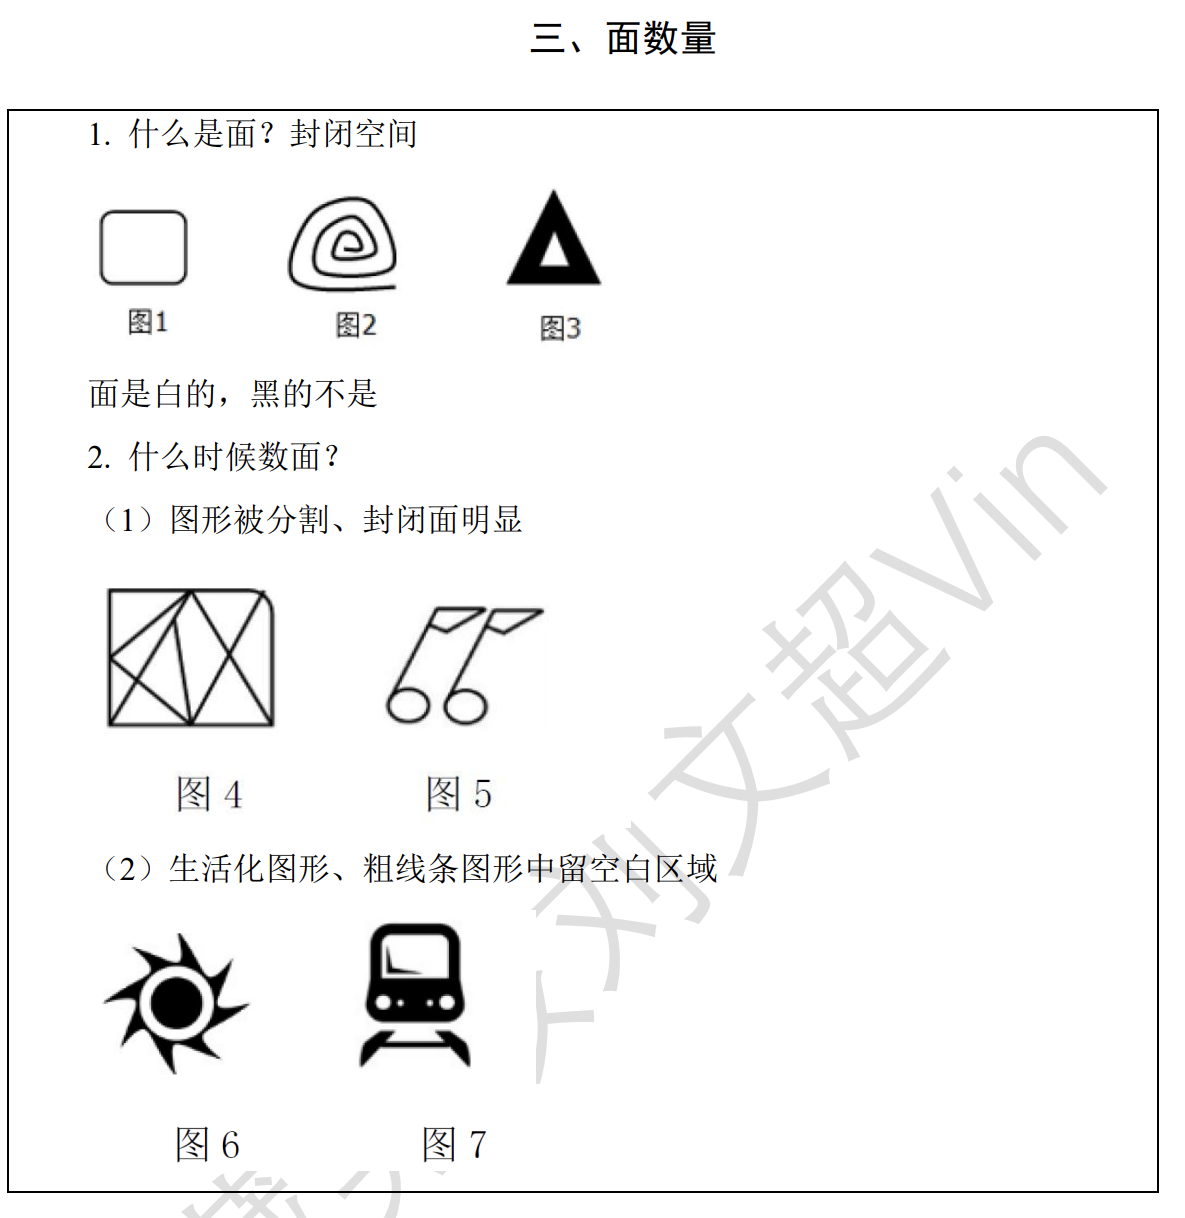 三、面数量
1. 什么是面？封闭空间
图1 图2 图3
面是白的，黑的不是
2. 什么时候数面？
（1）图形被分割、封闭面明显
图 4 图 5
（2）生活化图形、粗线条图形中留空白区域
图 6 图 7
刘文超Vin